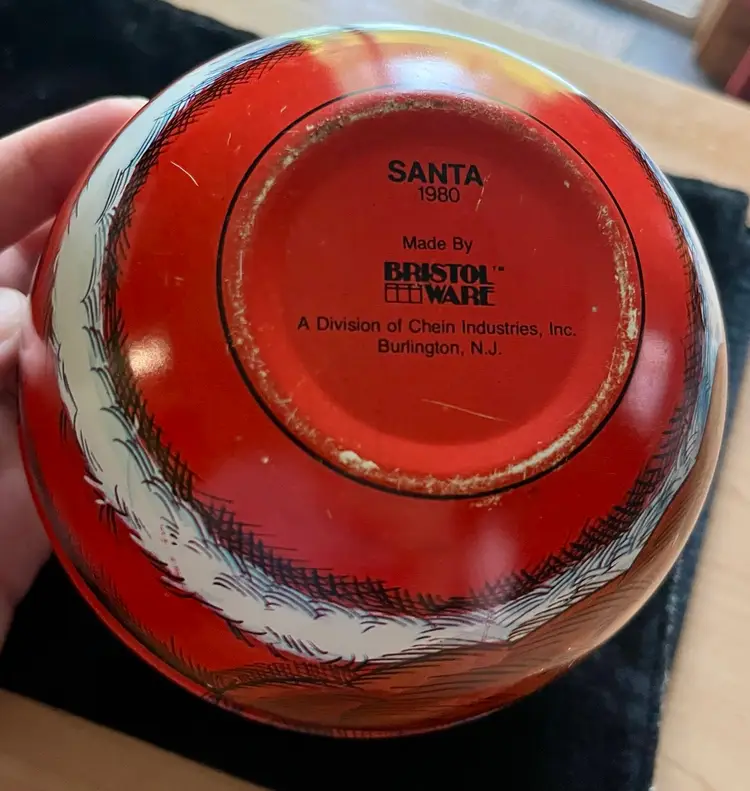 SANTA
1980
Made By
BRISTOL™
WARE
A Division of Chein Industries, Inc.
Burlington, N.J.